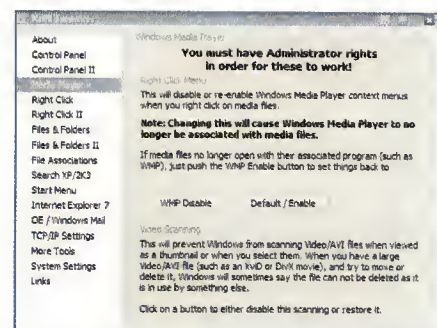 About
Control Panel
Control Panel II
Media Player
Right Click
Right Click II
Files & Folders
Files & Folders II
File Associations
Search XP/2K3
Start Menu
Internet Explorer 7
OE / Windows Mail
TCP/IP Settings
More Tools
System Settings
Links
Windows Media Player
You must have Administrator rights
in order for these to work!
Right Click Menu
This will disable or re-enable Windows Media Player context menus
when you right click on media files.
Note: Changing this will cause Windows Media Player to no
longer be associated with media files.
If media files no longer open with their associated program (such as
WMP), just push the WMP Enable button to set things back to
WMP Disable
Default / Enable
Video Scanning
This will prevent Windows from scanning Video/AVI files when viewed
as a thumbnail or when you select them. When you have a large
Video/AVI file (such as an XviD or DivX movie), and try to move or
delete it, Windows will sometimes say the file can not be deleted as it
is in use by something else.
Click on a button to either disable this scanning or restore it.